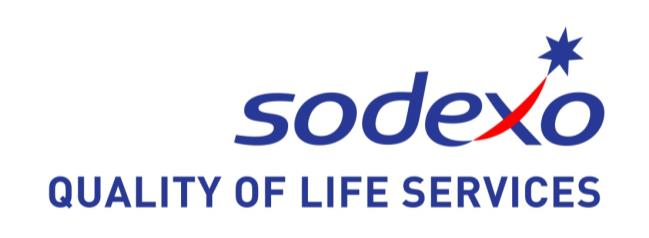 sodexo
QUALITY OF LIFE SERVICES